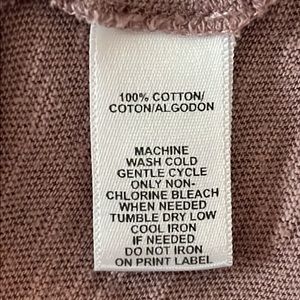 100% COTTON/
COTON/ALGODON
MACHINE
WASH COLD
GENTLE CYCLE
ONLY NON-
CHLORINE BLEACH
WHEN NEEDED
TUMBLE DRY LOW
COOL IRON
IF NEEDED
DO NOT IRON
ON PRINT LABEL